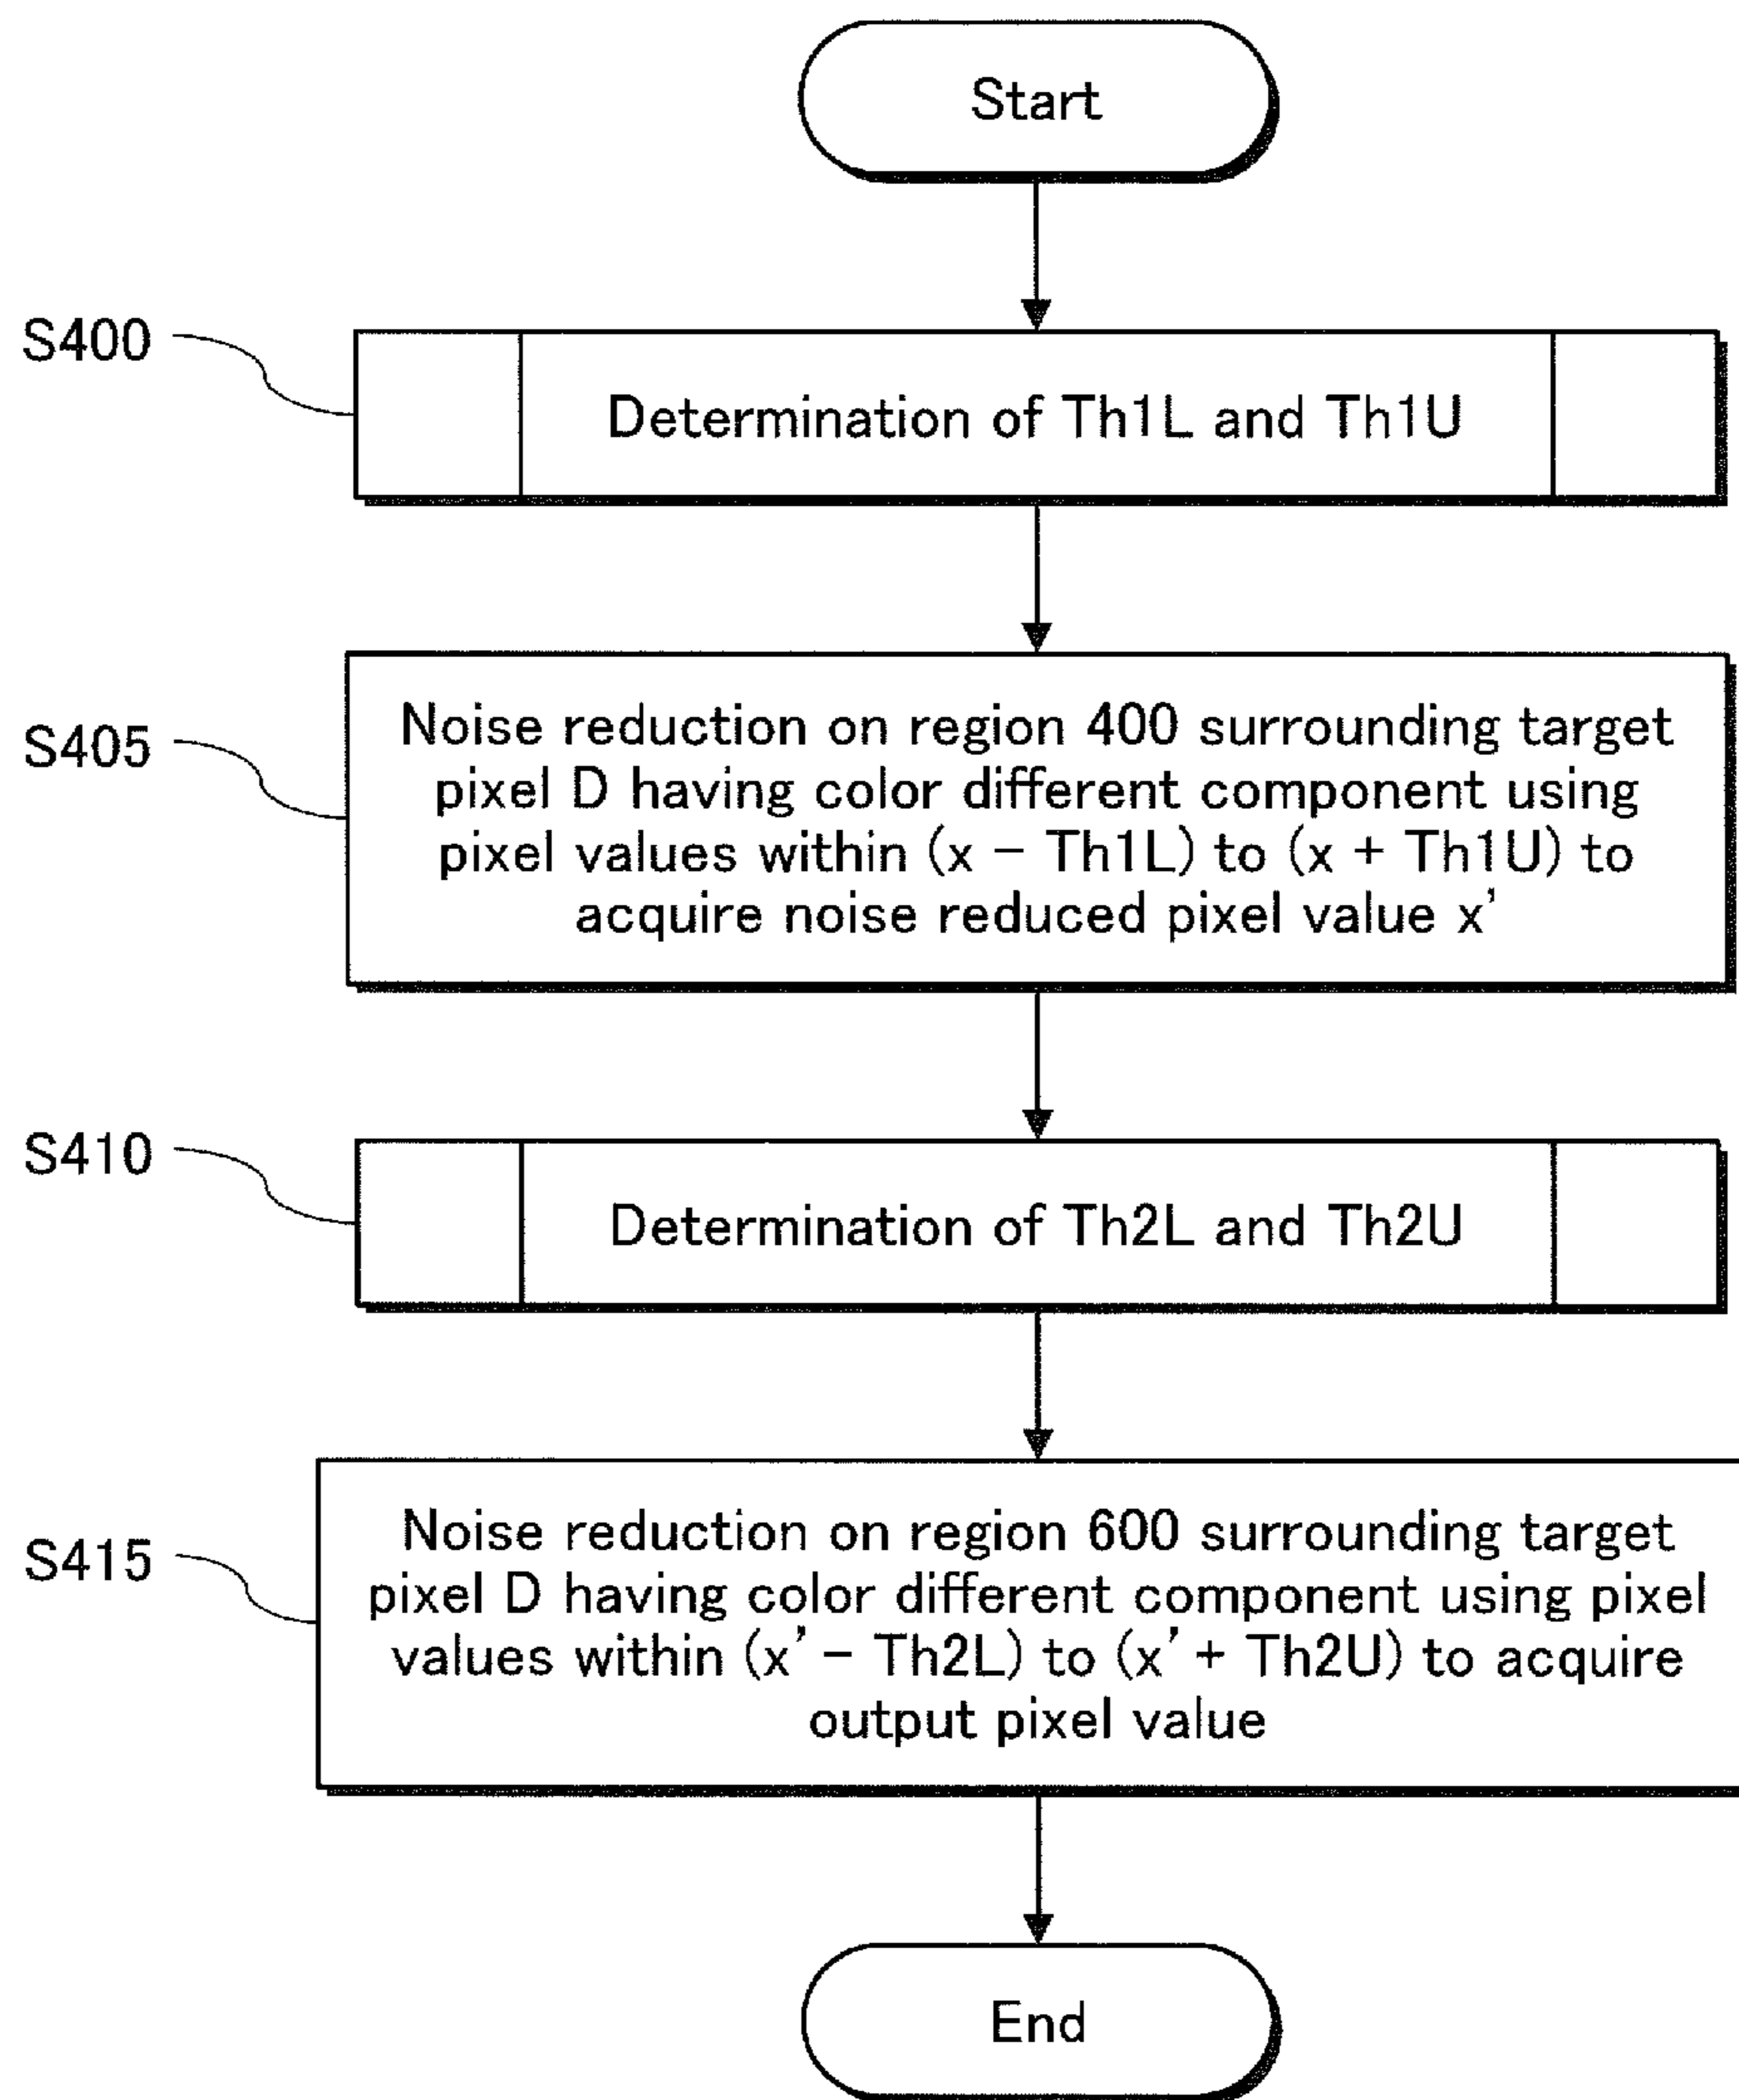 Start
S400
Determination of Th1L and Th1U
S405
Noise reduction on region 400 surrounding target
pixel D having color different component using
pixel values within (x - Th1L) to (x + Th1U) to
acquire noise reduced pixel value x'
S410
Determination of Th2L and Th2U
S415
Noise reduction on region 600 surrounding target
pixel D having color different component using pixel
values within (x' - Th2L) to (x' + Th2U) to acquire
output pixel value
End